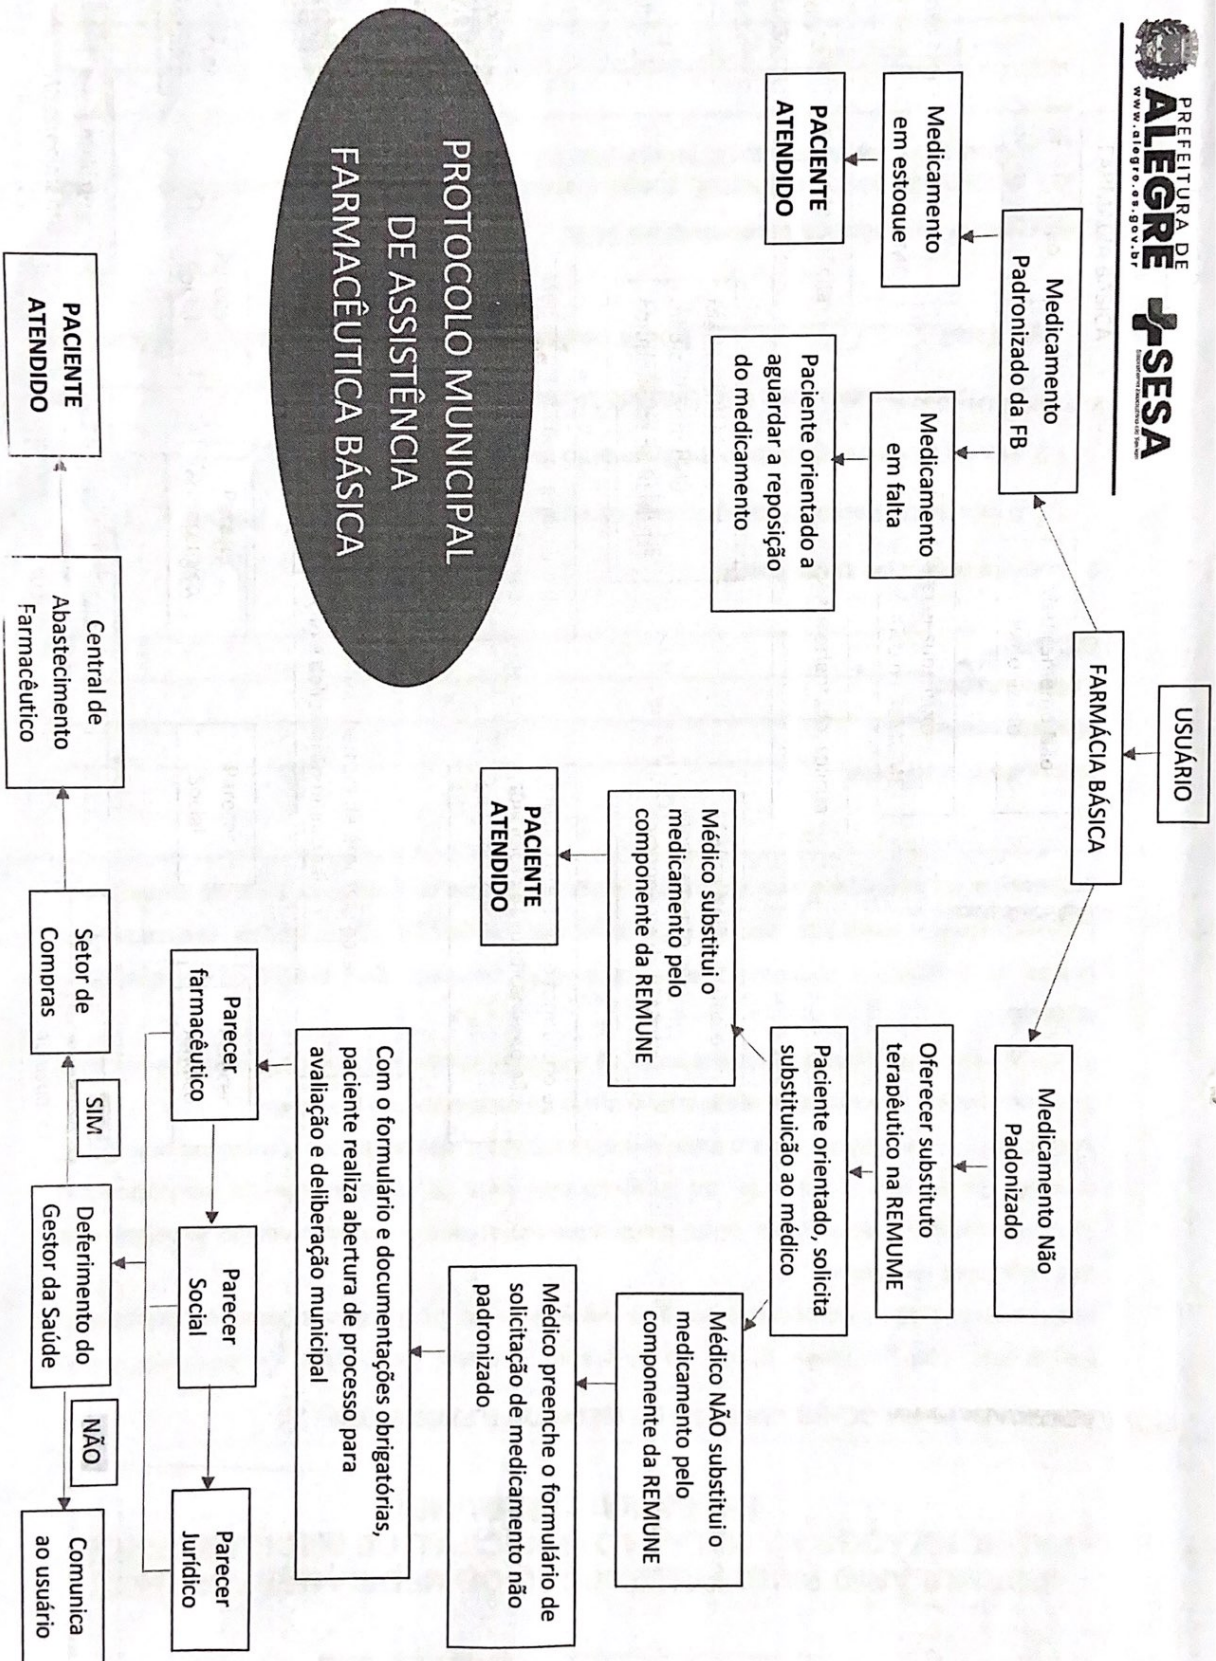 PREFEITURA DE
ALEGRE
www.alegre.es.gov.br
SESA
USUÁRIO
FARMÁCIA BÁSICA
Medicamento
Padronizado da FB
Medicamento
em estoque
PACIENTE
ATENDIDO
Medicamento
em falta
Paciente orientado a
aguardar a reposição
do medicamento
Medicamento Não
Padonizado
Oferecer substituto
terapêutico na REMUME
Paciente orientado, solicita
substituição ao médico
Médico substitui o
medicamento pelo
componente da REMUNE
PACIENTE
ATENDIDO
Médico NÃO substitui o
medicamento pelo
componente da REMUNE
Médico preenche o formulário de
solicitação de medicamento não
padronizado
Com o formulário e documentações obrigatórias,
paciente realiza abertura de processo para
avaliação e deliberação municipal
Parecer
farmacêutico
Parecer
Social
Parecer
Jurídico
PROTOCOLO MUNICIPAL
DE ASSISTÊNCIA
FARMACÊUTICA BÁSICA
PACIENTE
ATENDIDO
Central de
Abastecimento
Farmacêutico
Setor de
Compras
SIM
Deferimento do
Gestor da Saúde
NÃO
Comunica
ao usuário